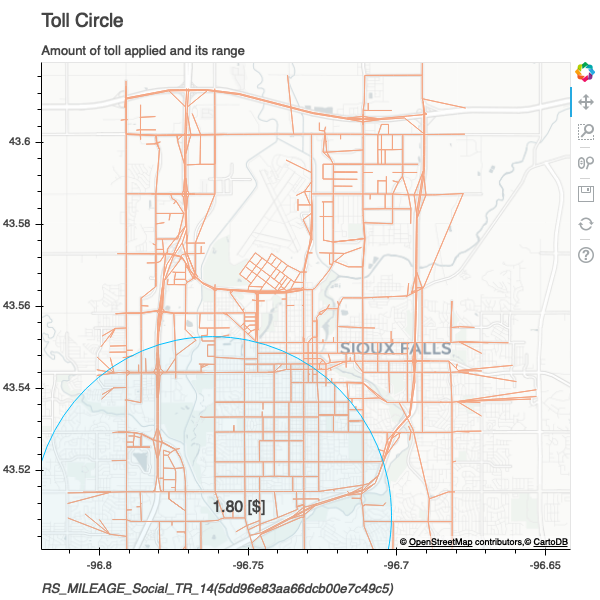 Toll Circle
Amount of toll applied and its range
43.6
43.58
43.56
SIOUX FALLS
43.54
43.52
1.80 [$]
© OpenStreetMap contributors,© CartoDB
-96.8
-96.75
-96.7
-96.65
RS_MILEAGE_Social_TR_14(5dd96e83aa66dcb00e7c49c5)